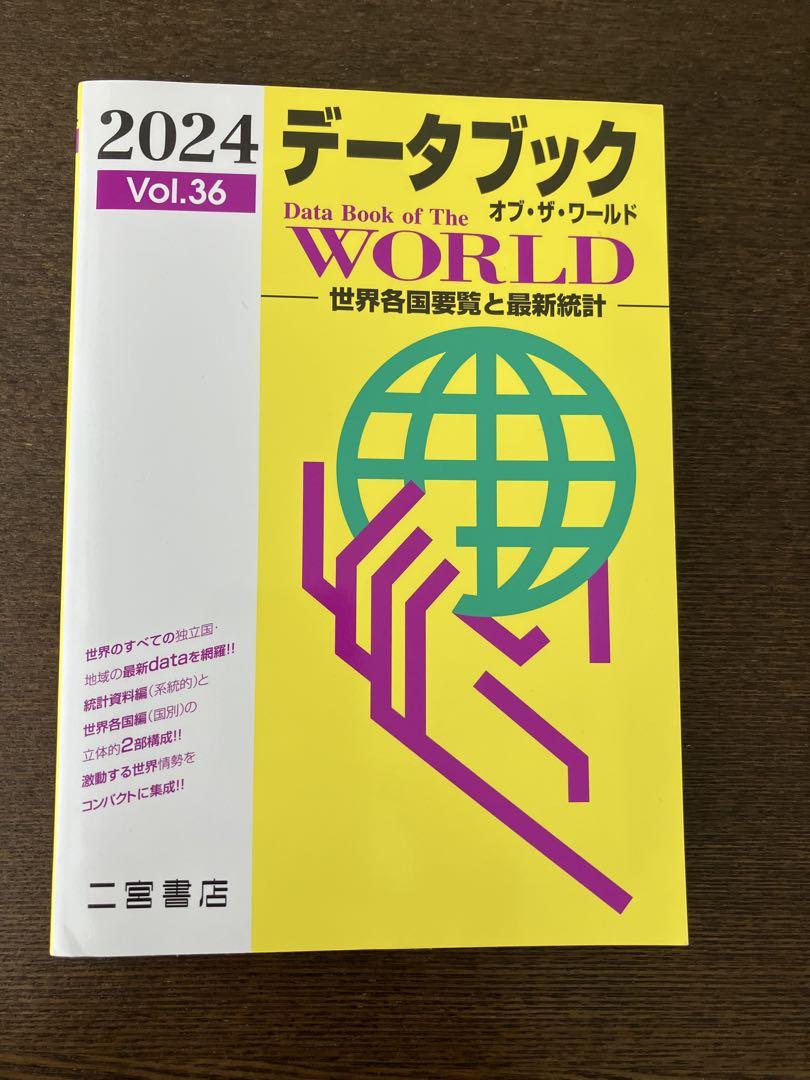 2024
Vol.36
データブック
オブ・ザ・ワールド
Data Book of The
WORLD
世界各国要覧と最新統計
世界のすべての独立国・
地域の最新dataを網羅!!
統計資料編(系統的)と
世界各国編(国別)の
立体的2部構成!!
激動する世界情勢を
コンパクトに集成!!
二宮書店